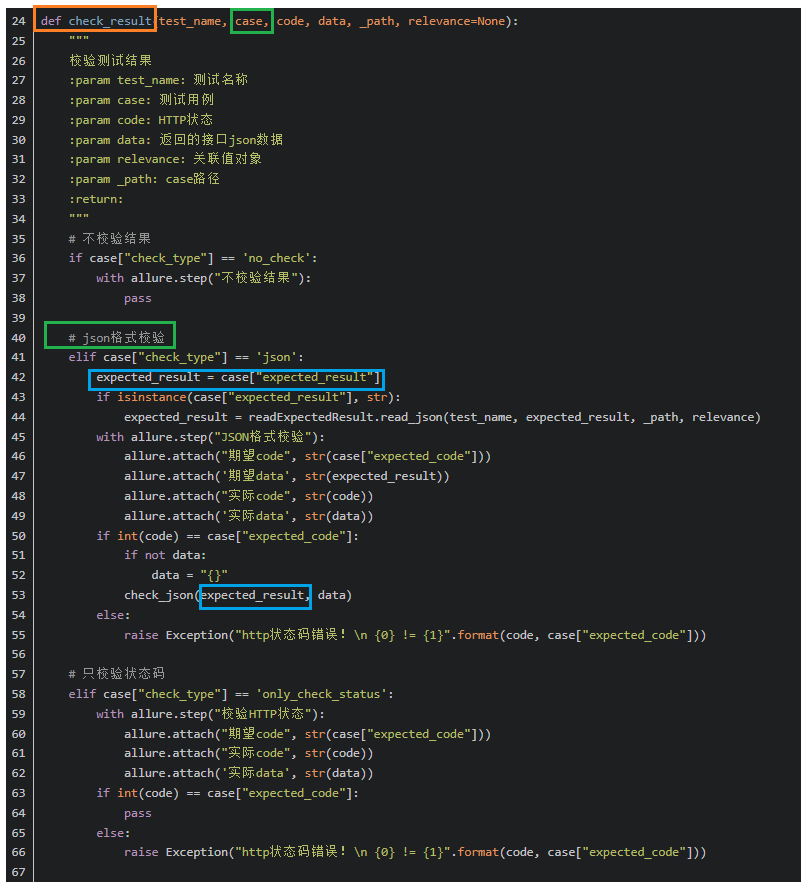 24 def check_result(test_name, case, code, data, _path, relevance=None):
25     """
26     校验测试结果
27     :param test_name: 测试名称
28     :param case: 测试用例
29     :param code: HTTP状态
30     :param data: 返回的接口json数据
31     :param relevance: 关联值对象
32     :param _path: case路径
33     :return:
34     """
35     # 不校验结果
36     if case["check_type"] == 'no_check':
37         with allure.step("不校验结果"):
38             pass
39
40     # json格式校验
41     elif case["check_type"] == 'json':
42         expected_result = case["expected_result"]
43         if isinstance(case["expected_result"], str):
44             expected_result = readExpectedResult.read_json(test_name, expected_result, _path, relevance)
45         with allure.step("JSON格式校验"):
46             allure.attach("期望code", str(case["expected_code"]))
47             allure.attach('期望data', str(expected_result))
48             allure.attach("实际code", str(code))
49             allure.attach('实际data', str(data))
50         if int(code) == case["expected_code"]:
51             if not data:
52                 data = "{}"
53             check_json(expected_result, data)
54         else:
55             raise Exception("http状态码错误！\n {0} != {1}".format(code, case["expected_code"]))
56
57     # 只校验状态码
58     elif case["check_type"] == 'only_check_status':
59         with allure.step("校验HTTP状态"):
60             allure.attach("期望code", str(case["expected_code"]))
61             allure.attach("实际code", str(code))
62             allure.attach('实际data', str(data))
63         if int(code) == case["expected_code"]:
64             pass
65         else:
66             raise Exception("http状态码错误！\n {0} != {1}".format(code, case["expected_code"]))
67